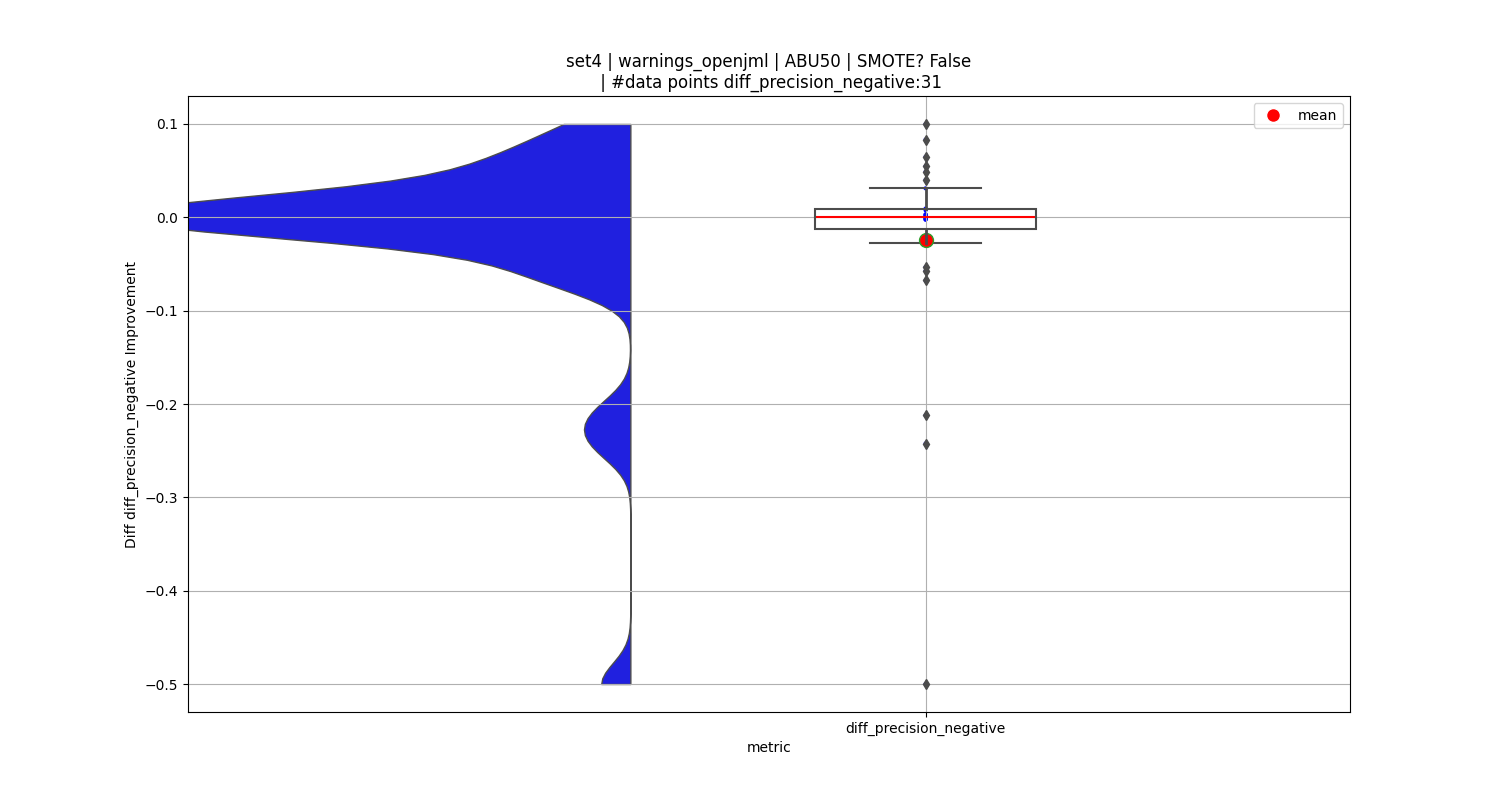 set4 | warnings_openjml | ABU50 | SMOTE? False
| #data points diff_precision_negative:31
mean
0.1
0.0
−0.1
−0.2
−0.3
−0.4
−0.5
Diff diff_precision_negative Improvement
diff_precision_negative
metric